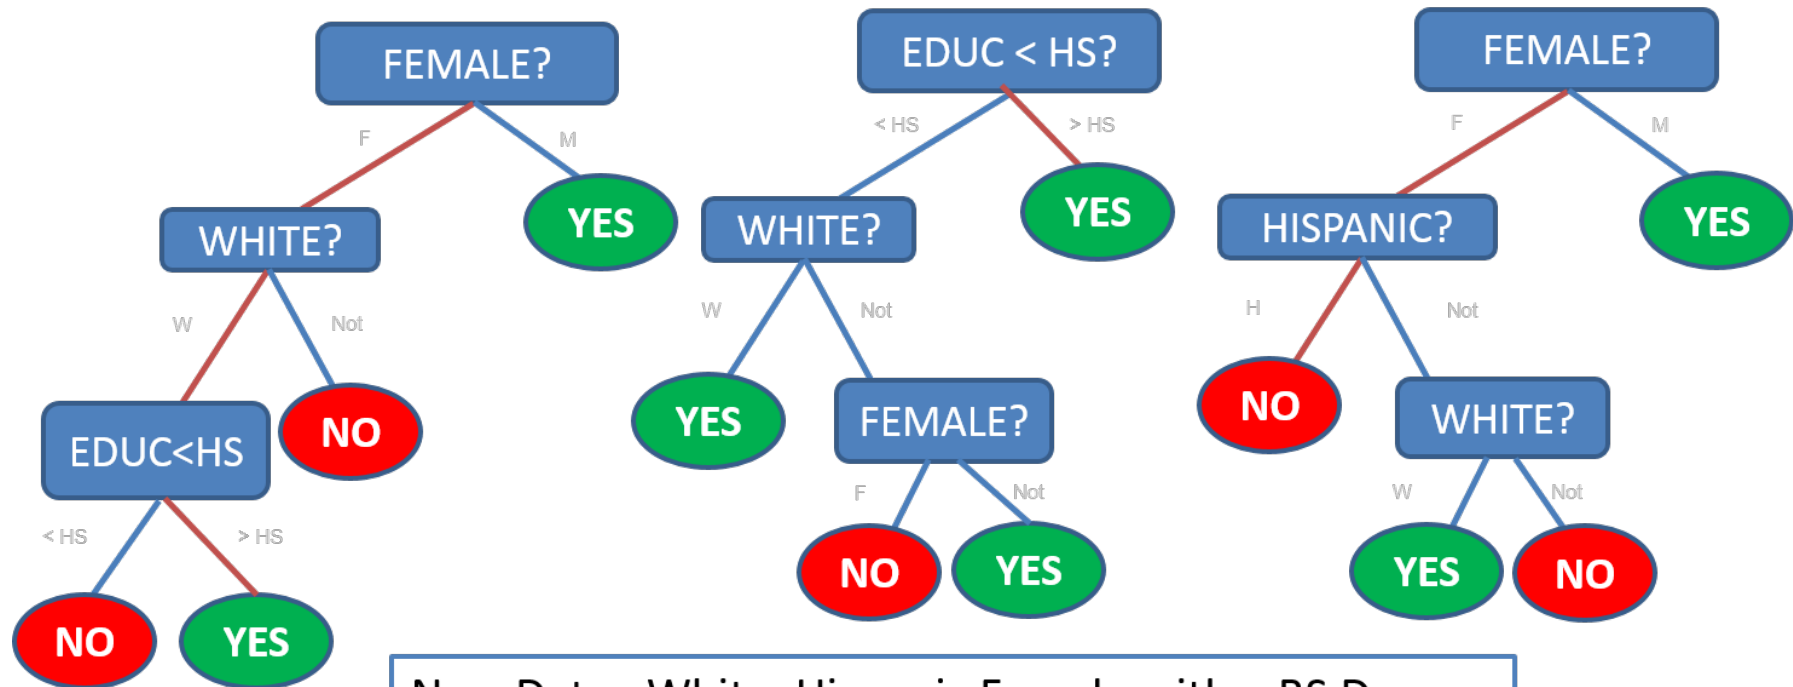 FEMALE?
F
M
YES
WHITE?
W
Not
NO
EDUC<HS
< HS
> HS
NO
YES
EDUC < HS?
< HS
> HS
YES
WHITE?
W
Not
YES
FEMALE?
F
Not
NO
YES
FEMALE?
F
M
YES
HISPANIC?
H
Not
NO
WHITE?
W
Not
YES
NO